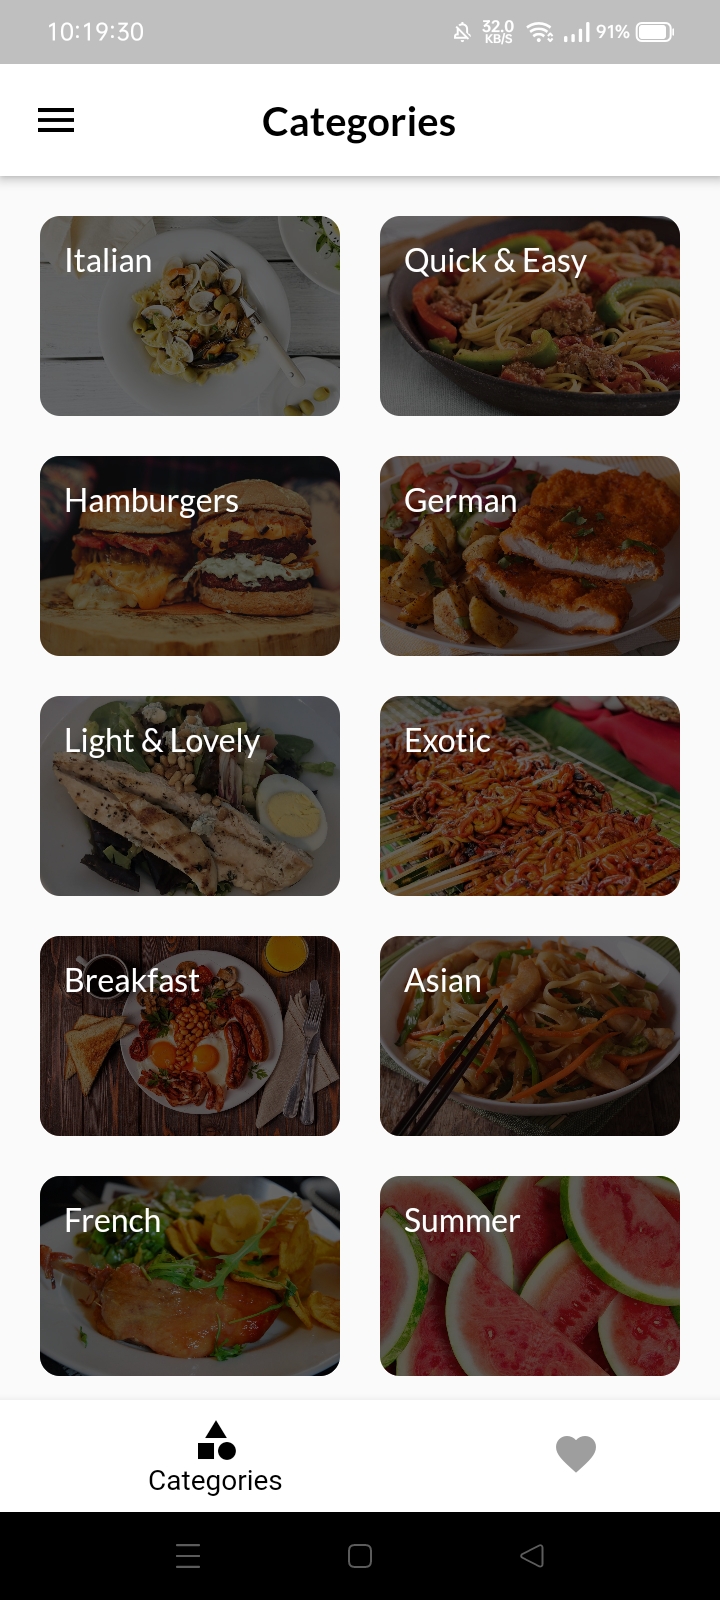 10:19:30
32.0
KB/S
91%
Categories
Italian
Quick & Easy
Hamburgers
German
Light & Lovely
Exotic
Breakfast
Asian
French
Summer
Categories